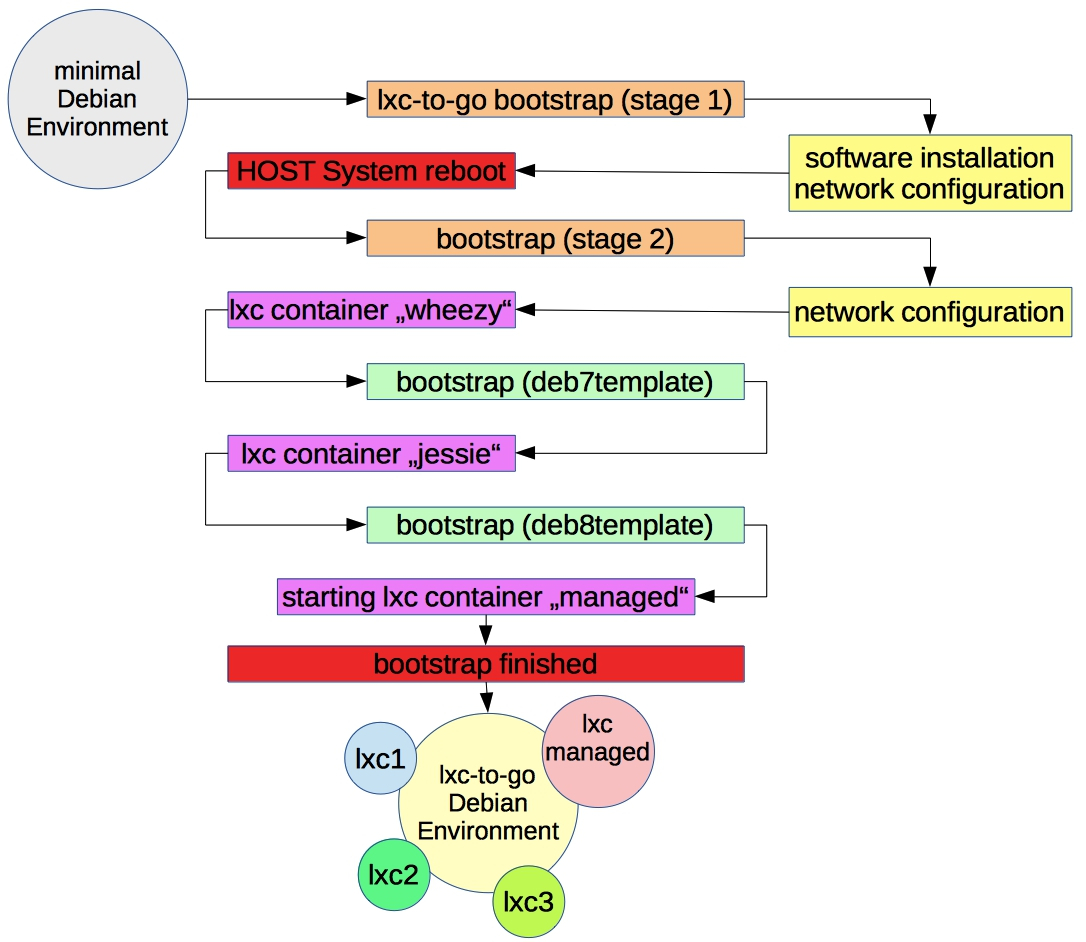 minimal
Debian
Environment
lxc-to-go bootstrap (stage 1)
software installation
network configuration
HOST System reboot
bootstrap (stage 2)
network configuration
lxc container „wheezy“
bootstrap (deb7template)
lxc container „jessie“
bootstrap (deb8template)
starting lxc container „managed“
bootstrap finished
lxc
managed
lxc1
lxc-to-go
Debian
Environment
lxc2
lxc3